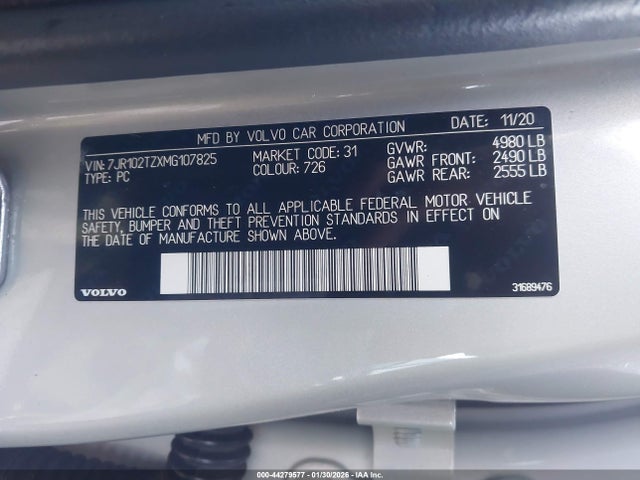 MFD BY VOLVO CAR CORPORATION DATE: 11/20
VIN: 7JR102TZXMG107825 MARKET CODE: 31 GVWR: 4980 LB
TYPE: PC COLOUR: 726 GAWR FRONT: 2490 LB
GAWR REAR: 2555 LB
THIS VEHICLE CONFORMS TO ALL APPLICABLE FEDERAL MOTOR VEHICLE
SAFETY, BUMPER AND THEFT PREVENTION STANDARDS IN EFFECT ON
THE DATE OF MANUFACTURE SHOWN ABOVE.
VOLVO 31689476
000-44279577 - 01/30/2026 - IAA Inc.